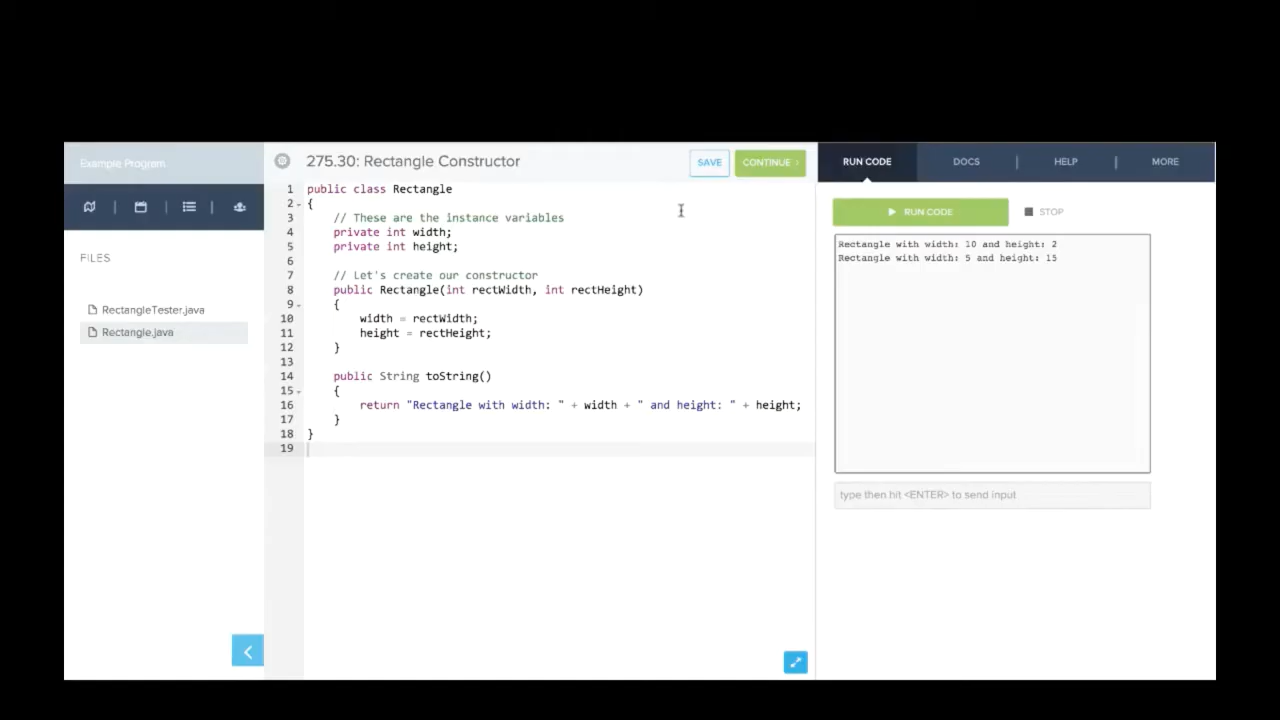 Example Program
FILES
RectangleTester.java
Rectangle.java
275.30: Rectangle Constructor
SAVE
CONTINUE ›
1 public class Rectangle
2 {
3 // These are the instance variables
4 private int width;
5 private int height;
6
7 // Let's create our constructor
8 public Rectangle(int rectWidth, int rectHeight)
9 {
10 width = rectWidth;
11 height = rectHeight;
12 }
13
14 public String toString()
15 {
16 return "Rectangle with width: " + width + " and height: " + height;
17 }
18 }
19
RUN CODE
DOCS
HELP
MORE
RUN CODE
STOP
Rectangle with width: 10 and height: 2
Rectangle with width: 5 and height: 15
type then hit <ENTER> to send input